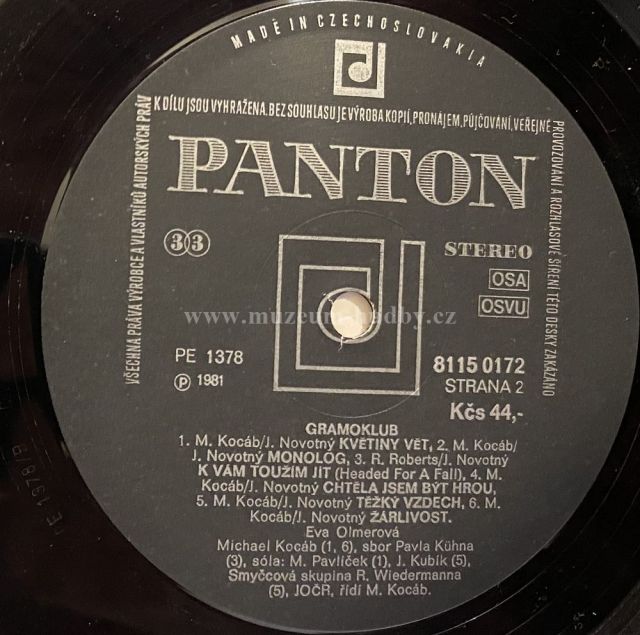 MADE IN CZECHOSLOVAKIA
VŠECHNA PRÁVA VÝROBCE A VLASTNÍKŮ AUTORSKÝCH PRÁV K DÍLU JSOU VYHRAŽENA. BEZ SOUHLASU JE VÝROBA KOPIÍ, PRONÁJEM, PŮJČOVÁNÍ, VEŘEJNÉ PROVOZOVÁNÍ A ROZHLASOVÉ ŠÍŘENÍ TÉTO DESKY ZAKÁZÁNO
PANTON
33
STEREO
OSA
OSVU
www.muzeum-hudby.cz
PE 1378
Ⓟ 1981
8115 0172
STRANA 2
Kčs 44,-
GRAMOKLUB
1. M. Kocáb/J. Novotný KVĚTINY VĚT, 2. M. Kocáb/
J. Novotný MONOLOG, 3. R. Roberts/J. Novotný
K VÁM TOUŽÍM JÍT (Headed For A Fall), 4. M.
Kocáb/J. Novotný CHTĚLA JSEM BÝT HROU,
5. M. Kocáb/J. Novotný TĚŽKÝ VZDECH, 6. M.
Kocáb/J. Novotný ŽÁRLIVOST.
Eva Olmerová
Michael Kocáb (1, 6), sbor Pavla Kühna
(3), sóla: M. Pavlíček (1), J. Kubík (5),
Smyčcová skupina R. Wiedermanna
(5), JOČR, řídí M. Kocáb.
PE 1378/P